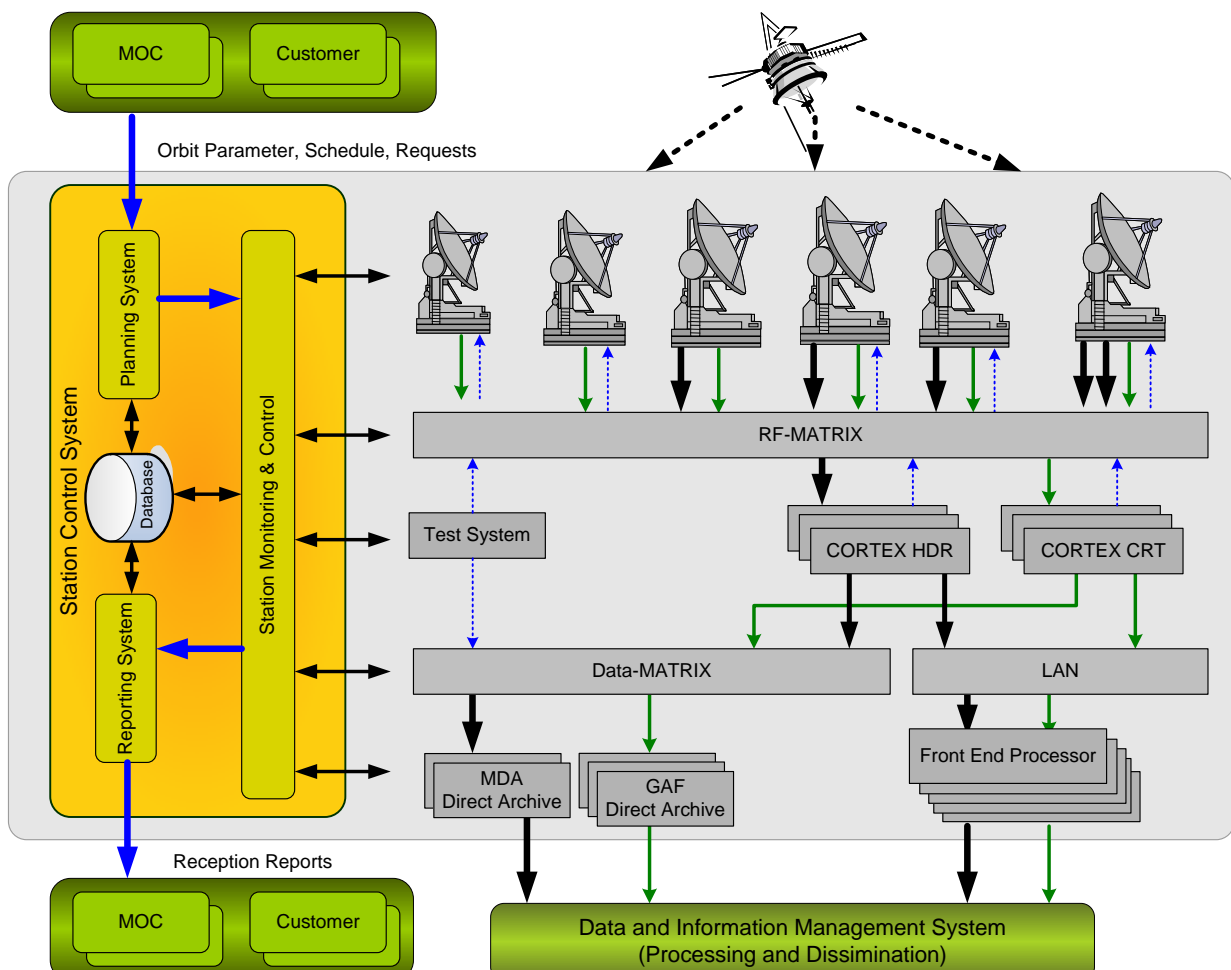 MOC
Customer
Orbit Parameter, Schedule, Requests
Station Control System
Planning System
Database
Reporting System
Station Monitoring & Control
RF-MATRIX
Test System
CORTEX HDR
CORTEX CRT
Data-MATRIX
LAN
MDA
Direct Archive
GAF
Direct Archive
Front End Processor
Reception Reports
MOC
Customer
Data and Information Management System
(Processing and Dissimination)